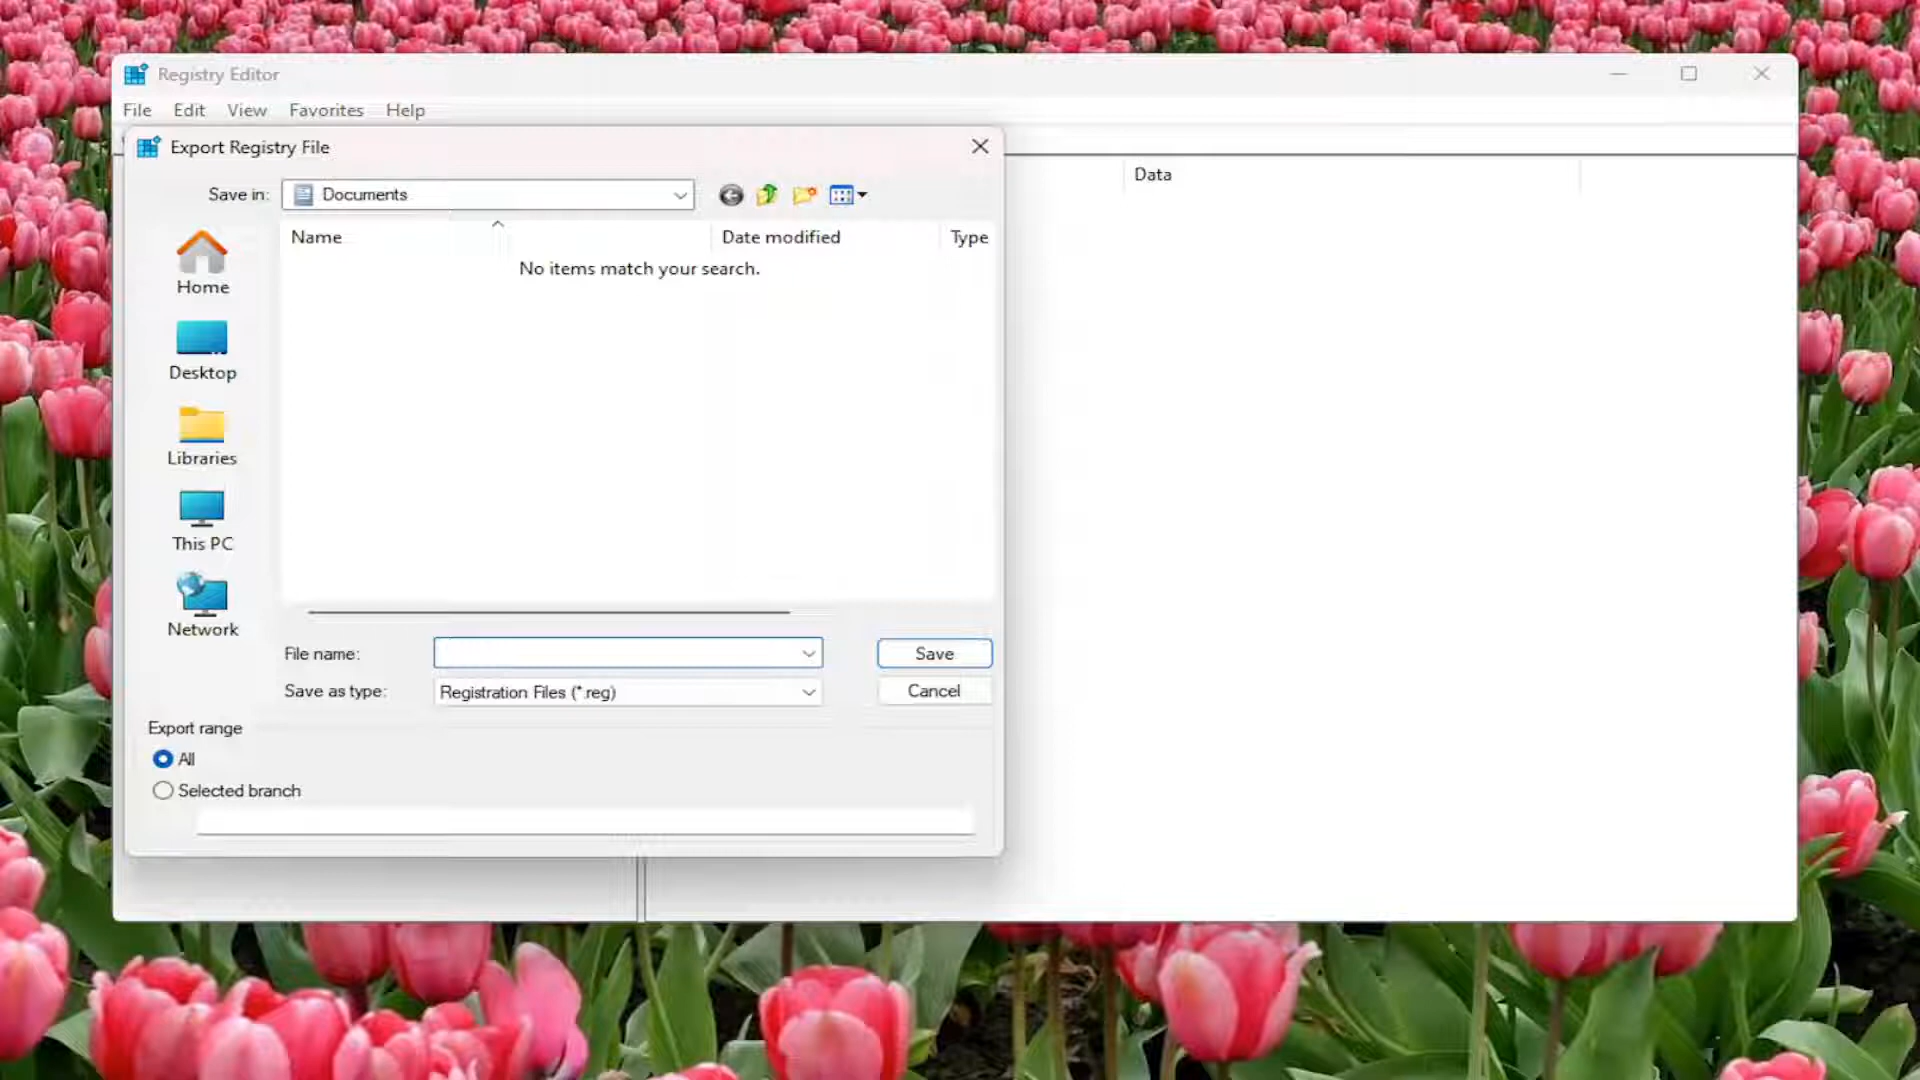 Registry Editor
File Edit View Favorites Help
Export Registry File
Data
Save in: Documents
Name Date modified Type
No items match your search.
Home
Desktop
Libraries
This PC
Network
File name: Save
Save as type: Registration Files (*.reg) Cancel
Export range
All
Selected branch